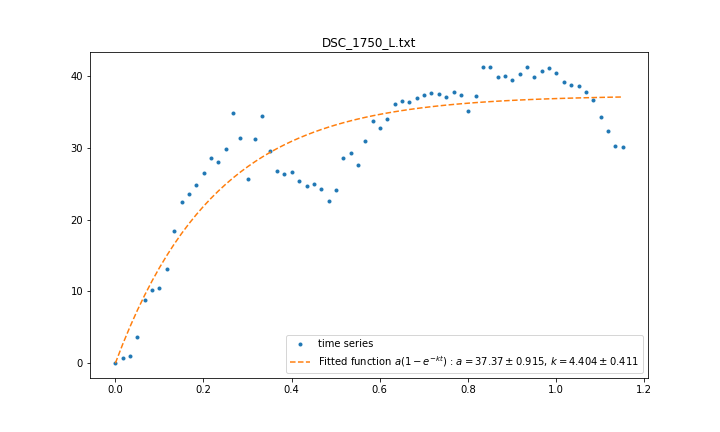 DSC_1750_L.txt
40
30
20
10
0
0.0 0.2 0.4 0.6 0.8 1.0 1.2
time series
Fitted function a(1 − e^{−kt}) : a = 37.37 ± 0.915, k = 4.404 ± 0.411